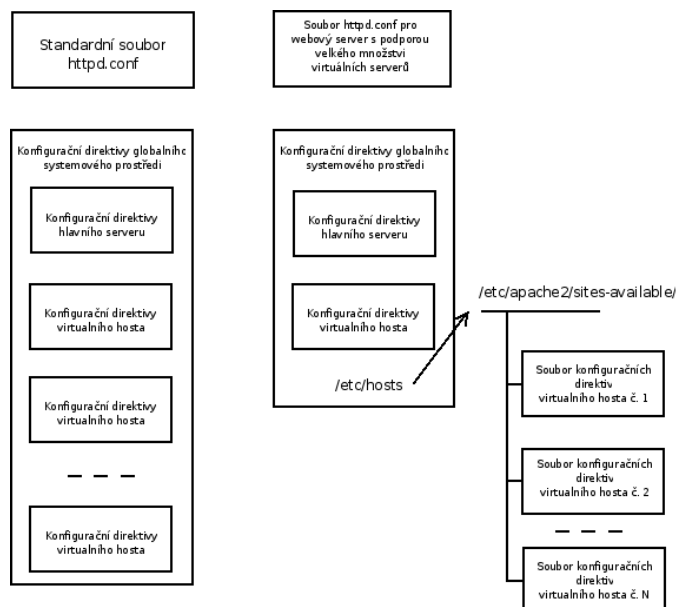 Standardní soubor
httpd.conf
Soubor httpd.conf pro
webový server s podporou
velkého množstvi
virtuálních serverů
Konfigurační direktivy globalního
systemového prostředi
Konfigurační direktivy
hlavního serveru
Konfigurační direktivy
virtualního hosta
Konfigurační direktivy
virtualního hosta
Konfigurační direktivy
virtualního hosta
Konfigurační direktivy globalního
systemového prostředi
Konfigurační direktivy
hlavního serveru
Konfigurační direktivy
virtualního hosta
/etc/hosts
/etc/apache2/sites-available/
Soubor konfiguračních
direktiv
virtualního hosta č. 1
Soubor konfiguračních
direktiv
virtualního hosta č. 2
Soubor konfiguračních
direktiv
virtualního hosta č. N